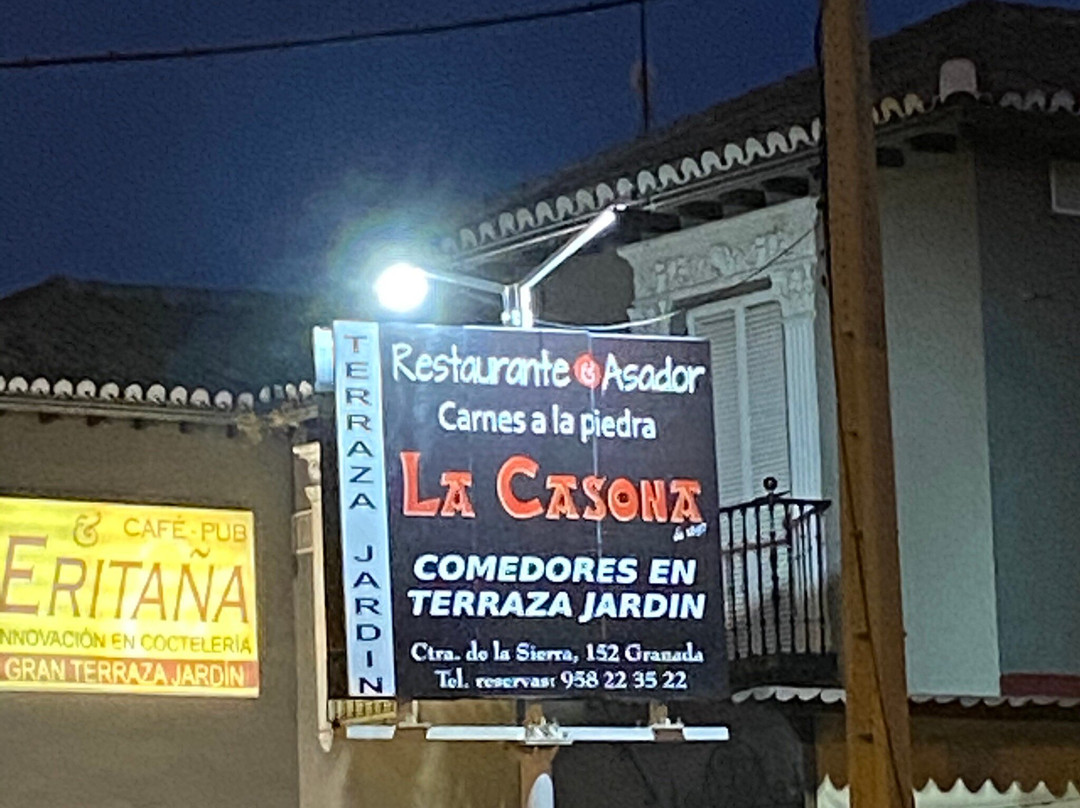 TERRAZA JARDIN
Restaurante & Asador
Carnes a la piedra
LA CASONA
COMEDORES EN
TERRAZA JARDIN
Ctra. de la Sierra, 152 Granada
Tel. reservas: 958 22 35 22
& CAFÉ-PUB
ERITAÑA
INNOVACIÓN EN COCTELERÍA
GRAN TERRAZA JARDÍN